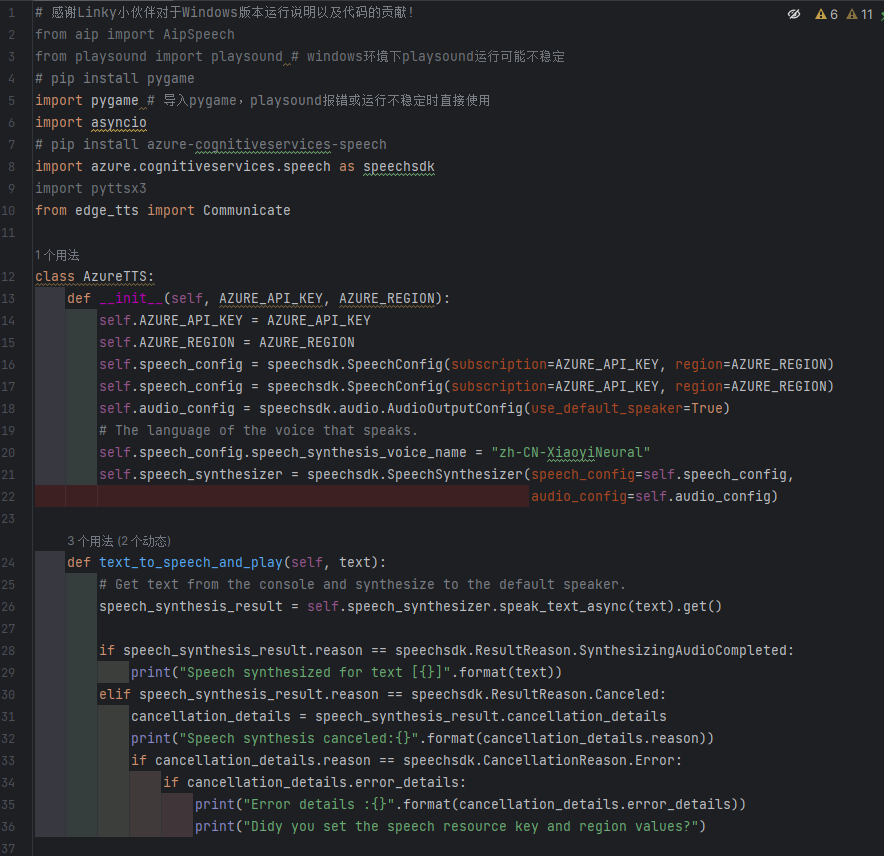 1 # 感谢Linky小伙伴对于Windows版本运行说明以及代码的贡献! 6 11
2 from aip import AipSpeech
3 from playsound import playsound # windows环境下playsound运行可能不稳定
4 # pip install pygame
5 import pygame # 导入pygame，playsound报错或运行不稳定时直接使用
6 import asyncio
7 # pip install azure-cognitiveservices-speech
8 import azure.cognitiveservices.speech as speechsdk
9 import pyttsx3
10 from edge_tts import Communicate
11
1个用法
12 class AzureTTS:
13 def __init__(self, AZURE_API_KEY, AZURE_REGION):
14 self.AZURE_API_KEY = AZURE_API_KEY
15 self.AZURE_REGION = AZURE_REGION
16 self.speech_config = speechsdk.SpeechConfig(subscription=AZURE_API_KEY, region=AZURE_REGION)
17 self.speech_config = speechsdk.SpeechConfig(subscription=AZURE_API_KEY, region=AZURE_REGION)
18 self.audio_config = speechsdk.audio.AudioOutputConfig(use_default_speaker=True)
19 # The language of the voice that speaks.
20 self.speech_config.speech_synthesis_voice_name = "zh-CN-XiaoyiNeural"
21 self.speech_synthesizer = speechsdk.SpeechSynthesizer(speech_config=self.speech_config,
22 audio_config=self.audio_config)
23
3个用法 (2个动态)
24 def text_to_speech_and_play(self, text):
25 # Get text from the console and synthesize to the default speaker.
26 speech_synthesis_result = self.speech_synthesizer.speak_text_async(text).get()
27
28 if speech_synthesis_result.reason == speechsdk.ResultReason.SynthesizingAudioCompleted:
29 print("Speech synthesized for text [{}]".format(text))
30 elif speech_synthesis_result.reason == speechsdk.ResultReason.Canceled:
31 cancellation_details = speech_synthesis_result.cancellation_details
32 print("Speech synthesis canceled:{}".format(cancellation_details.reason))
33 if cancellation_details.reason == speechsdk.CancellationReason.Error:
34 if cancellation_details.error_details:
35 print("Error details :{}".format(cancellation_details.error_details))
36 print("Didy you set the speech resource key and region values?")
37